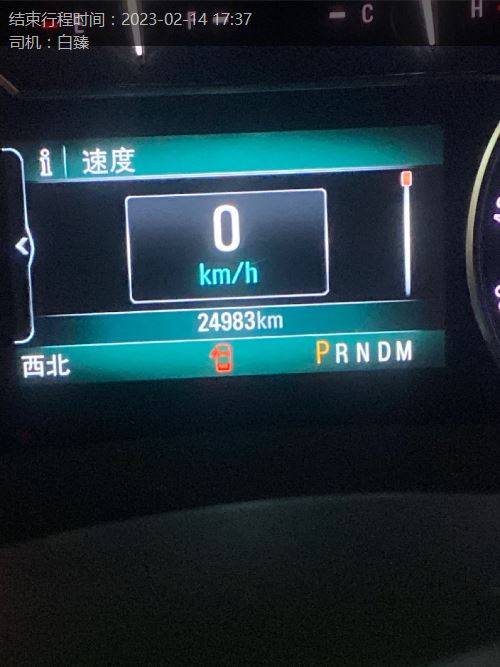 结束行程时间：2023-02-14 17:37
司机：白臻
E F C H
速度
0
km/h
24983km
西北 PRNDM